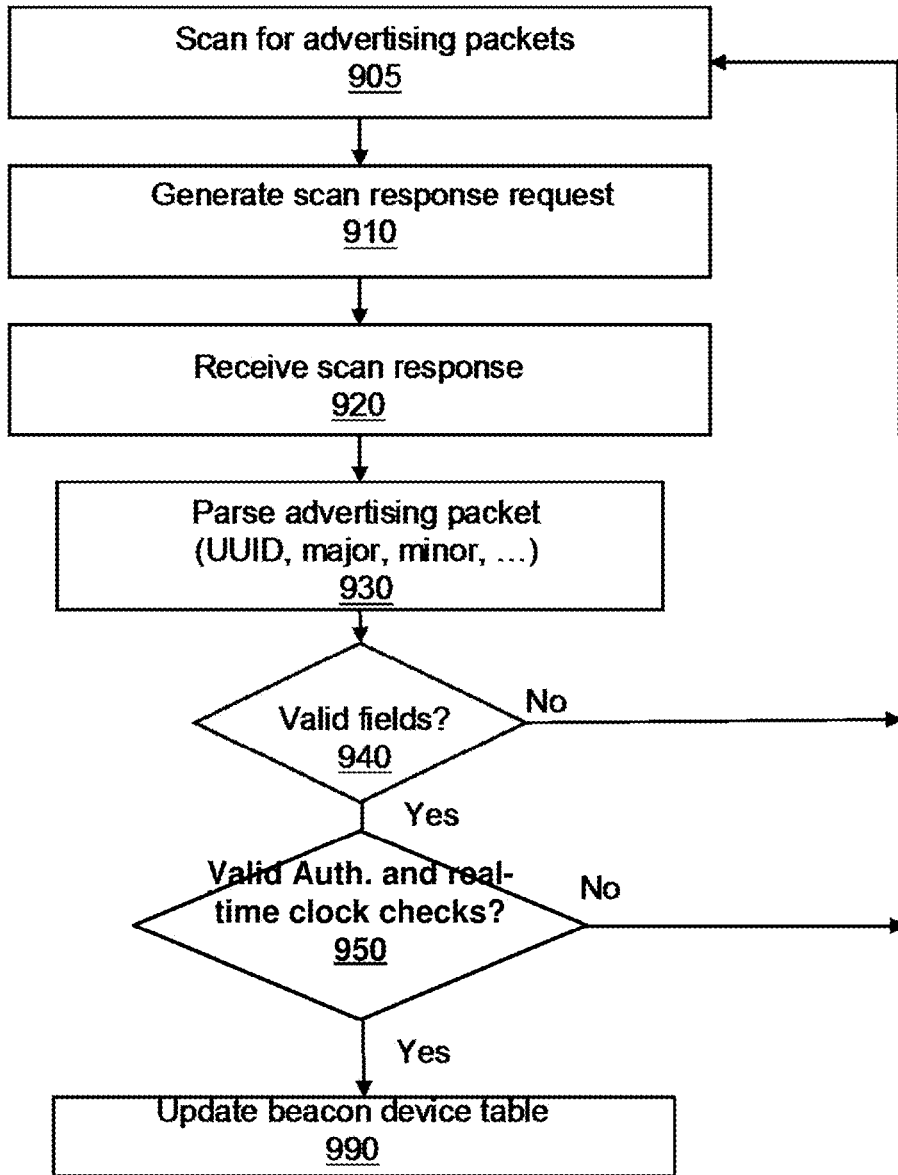 Scan for advertising packets
905
Generate scan response request
910
Receive scan response
920
Parse advertising packet
(UUID, major, minor, ...)
930
Valid fields?
940
No
Yes
Valid Auth. and real-
time clock checks?
950
No
Yes
Update beacon device table
990